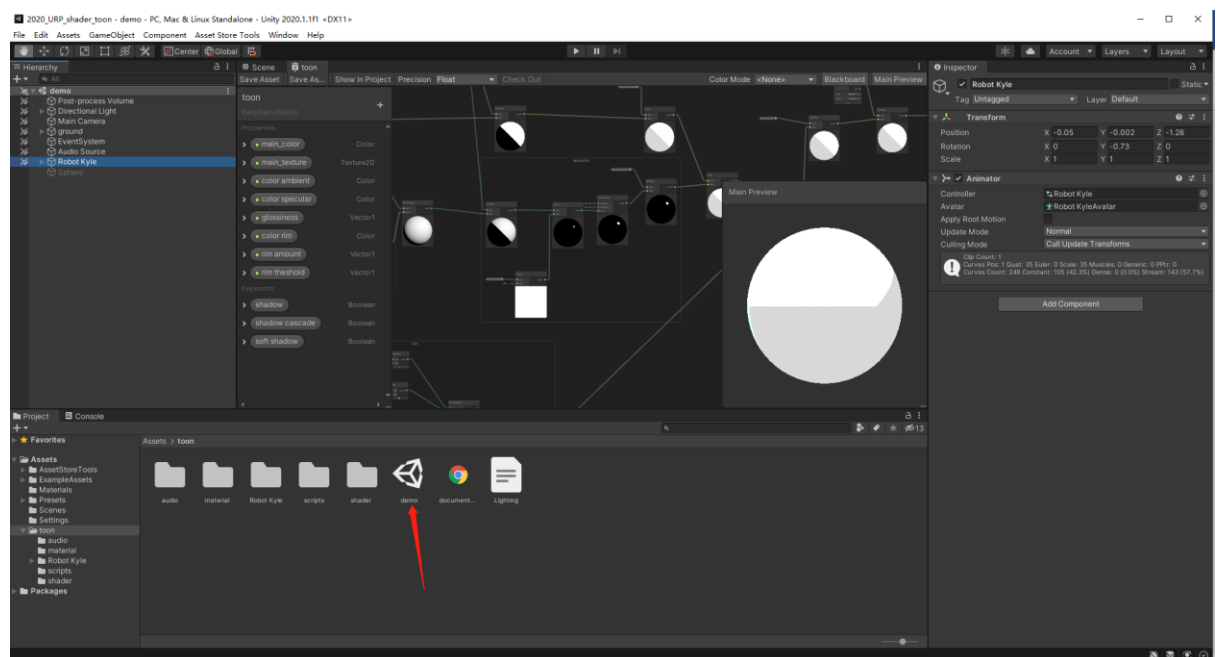 2020_URP_shader_toon - demo - PC, Mac & Linux Standalone - Unity 2020.1.1f1 <DX11>
File Edit Assets GameObject Component Asset Store Tools Window Help
Center Global
Account Layers Layout
Hierarchy
All
demo
Post-process Volume
Directional Light
Main Camera
ground
EventSystem
Audio Source
Robot Kyle
Sphere
Scene toon
Save Asset Save As... Show In Project Precision Float Check Out Color Mode <None> Blackboard Main Preview
toon
EasyGameStudio
Properties
main_color Color
main_texture Texture2D
color ambient Color
color specular Color
glossiness Vector1
color rim Color
rim amount Vector1
rim theshold Vector1
Keywords
shadow Boolean
shadow cascade Boolean
soft shadow Boolean
Main Preview
Inspector
Robot Kyle Static
Tag Untagged Layer Default
Transform
Position X -0.05 Y -0.002 Z -1.26
Rotation X 0 Y -0.73 Z 0
Scale X 1 Y 1 Z 1
Animator
Controller Robot Kyle
Avatar Robot KyleAvatar
Apply Root Motion
Update Mode Normal
Culling Mode Cull Update Transforms
Clip Count: 1
Curves Pos: 1 Quat: 35 Euler: 0 Scale: 35 Muscles: 0 Generic: 0 PPtr: 0
Curves Count: 248 Constant: 105 (42.3%) Dense: 0 (0.0%) Stream: 143 (57.7%)
Add Component
Project Console
13
Favorites
Assets
AssetStoreTools
ExampleAssets
Materials
Presets
Scenes
Settings
toon
audio
material
Robot Kyle
scripts
shader
Packages
Assets > toon
audio material Robot Kyle scripts shader demo document... Lighting